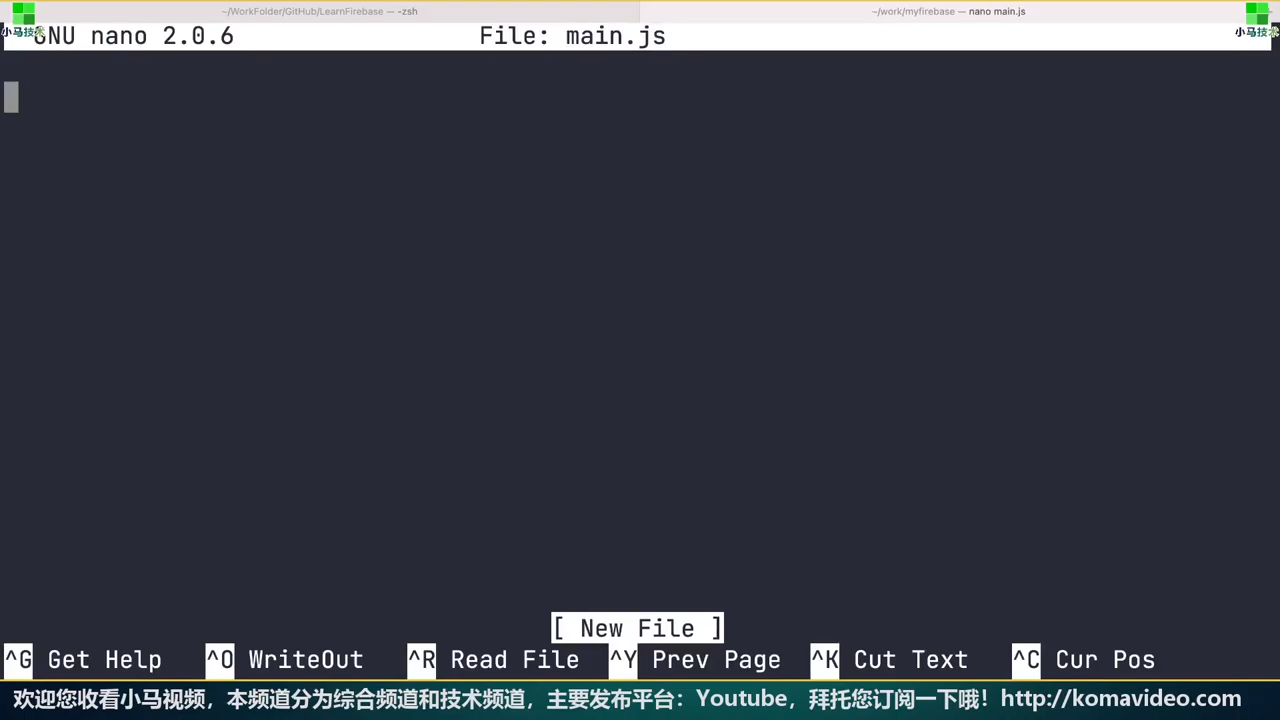 ~/WorkFolder/GitHub/LearnFirebase — -zsh
~/work/myfirebase — nano main.js
小马技术
小马技术
GNU nano 2.0.6 File: main.js
[ New File ]
^G Get Help ^O WriteOut ^R Read File ^Y Prev Page ^K Cut Text ^C Cur Pos
欢迎您收看小马视频，本频道分为综合频道和技术频道，主要发布平台：Youtube，拜托您订阅一下哦！http://komavideo.com